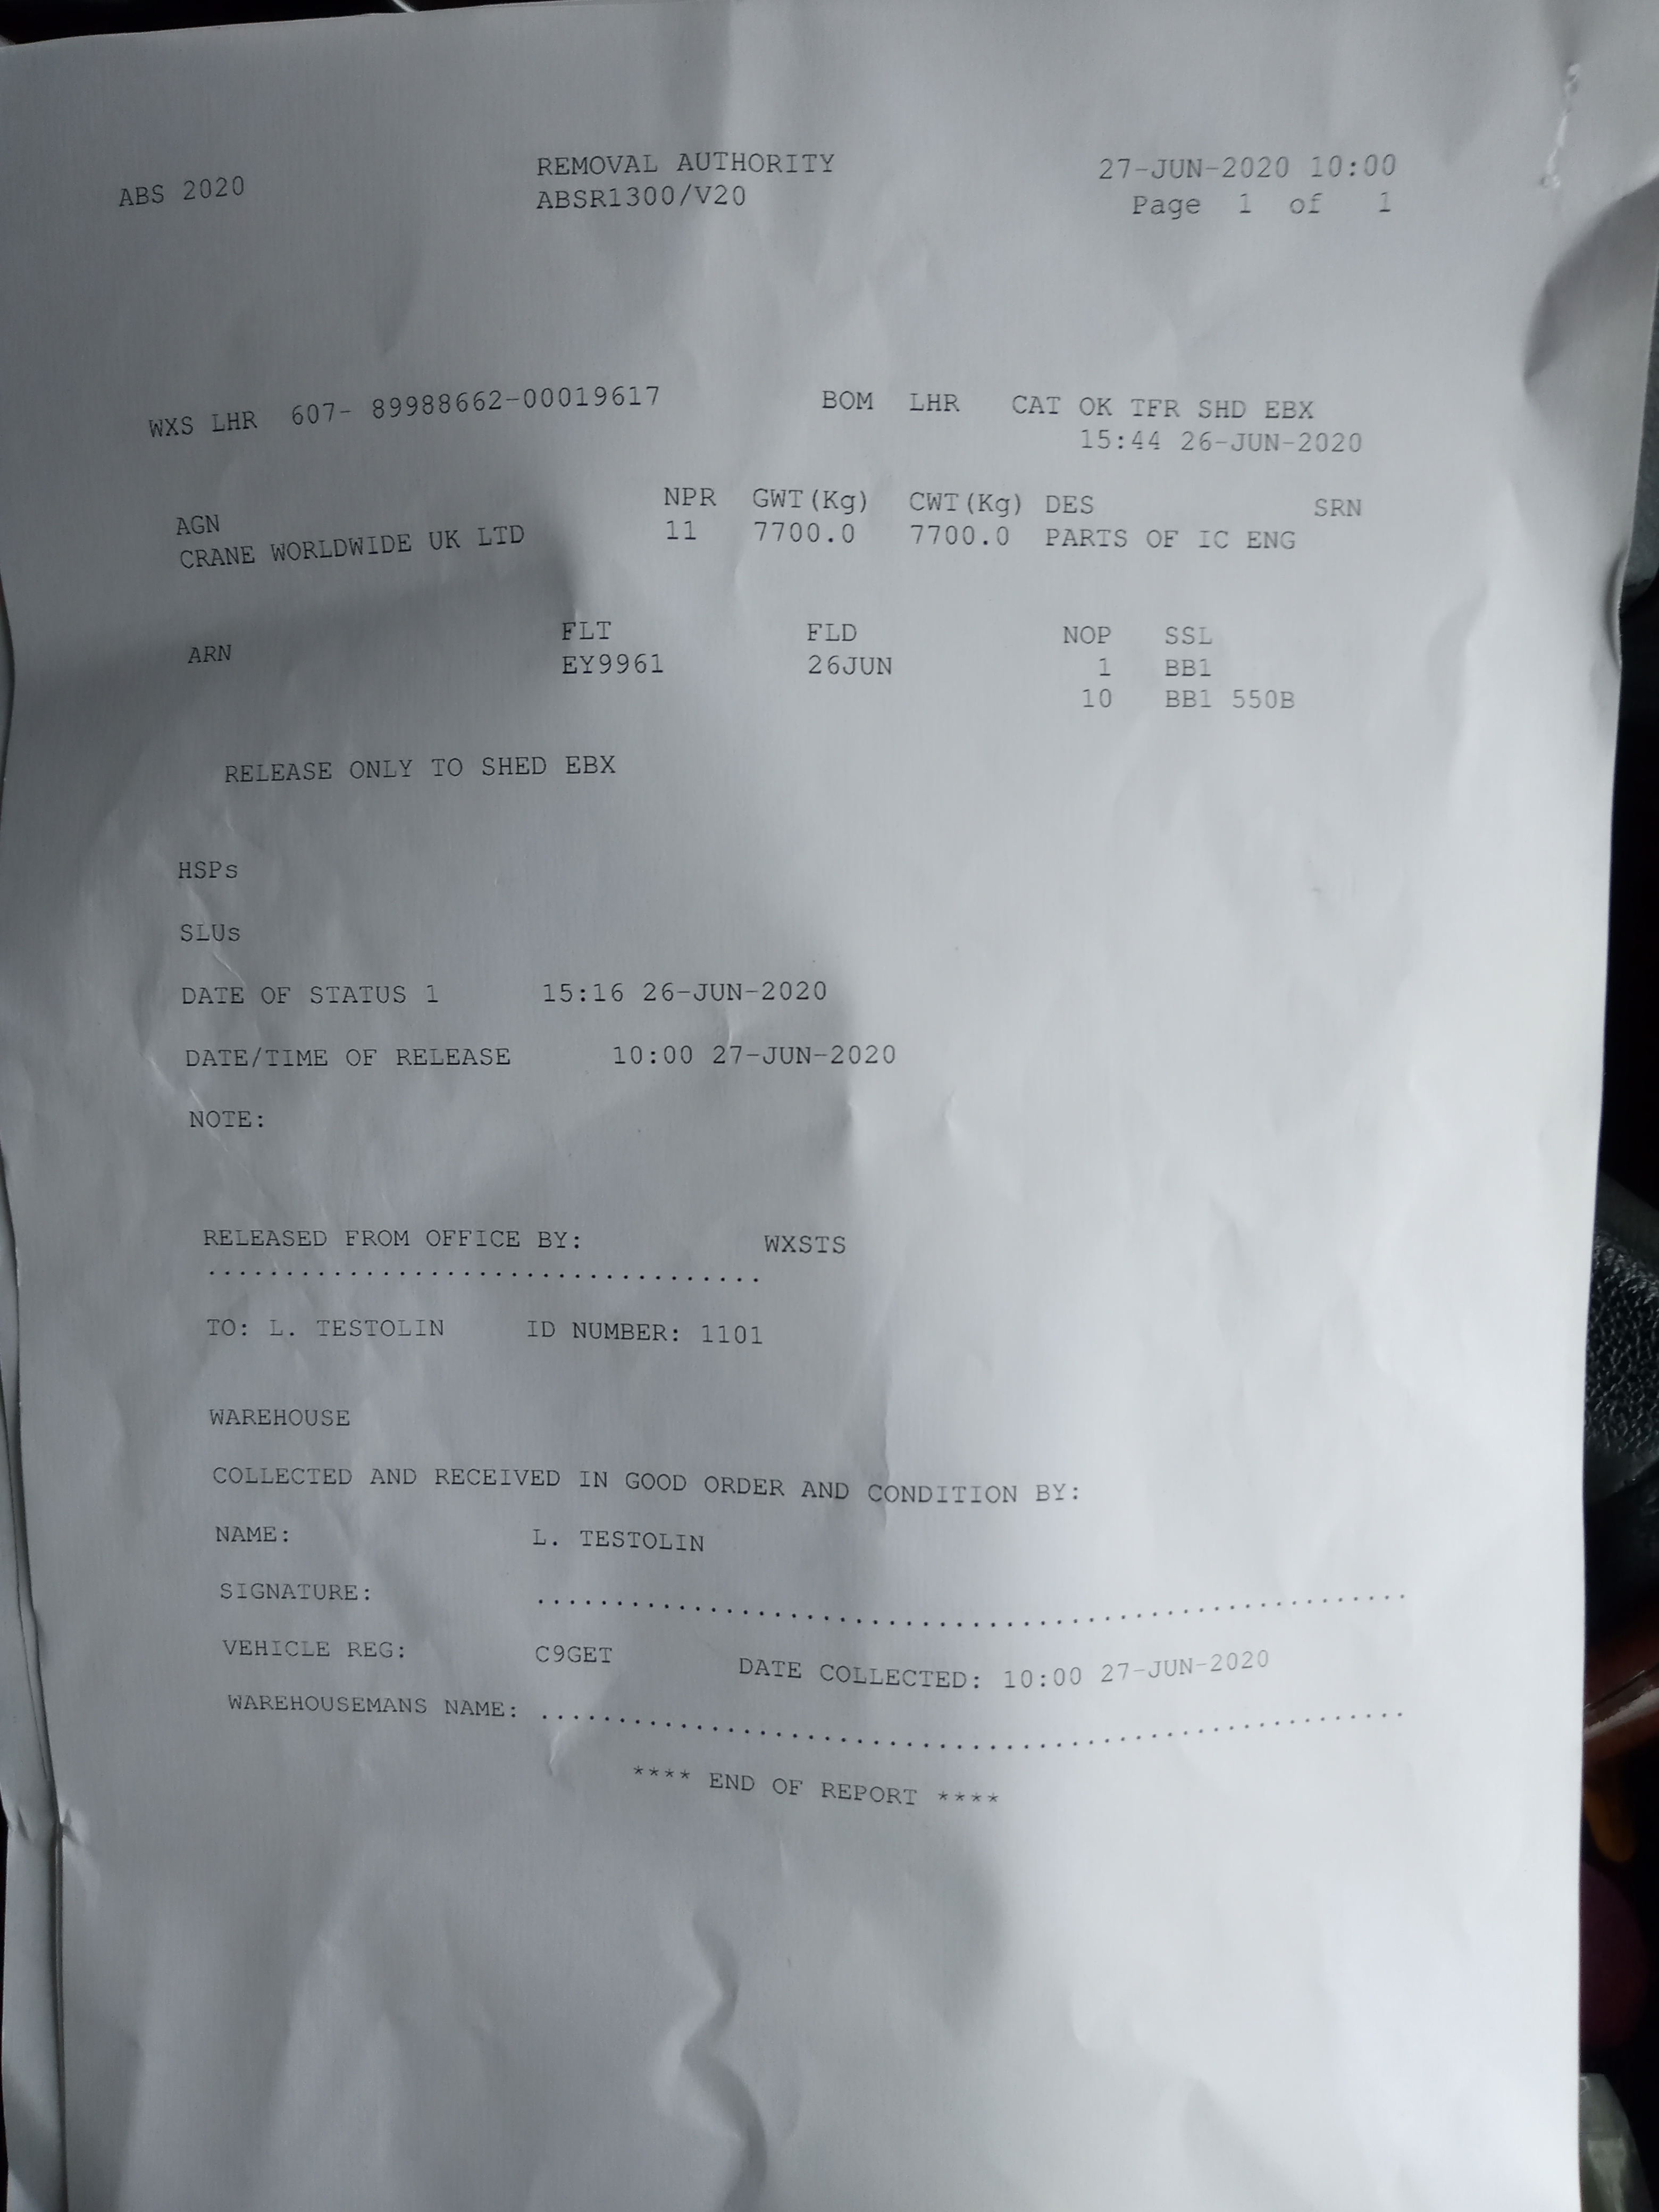 ABS 2020 REMOVAL AUTHORITY 27-JUN-2020 10:00
ABSR1300/V20 Page 1 of 1
WXS LHR 607- 89988662-00019617 BOM LHR CAT OK TFR SHD EBX
15:44 26-JUN-2020
AGN NPR GWT(Kg) CWT(Kg) DES SRN
CRANE WORLDWIDE UK LTD 11 7700.0 7700.0 PARTS OF IC ENG
ARN FLT FLD NOP SSL
EY9961 26JUN 1 BB1
10 BB1 550B
RELEASE ONLY TO SHED EBX
HSPs
SLUs
DATE OF STATUS 1 15:16 26-JUN-2020
DATE/TIME OF RELEASE 10:00 27-JUN-2020
NOTE:
RELEASED FROM OFFICE BY: WXSTS
...................................
TO: L. TESTOLIN ID NUMBER: 1101
WAREHOUSE
COLLECTED AND RECEIVED IN GOOD ORDER AND CONDITION BY:
NAME: L. TESTOLIN
SIGNATURE: .......................................................
VEHICLE REG: C9GET DATE COLLECTED: 10:00 27-JUN-2020
WAREHOUSEMANS NAME: .......................................................
**** END OF REPORT ****